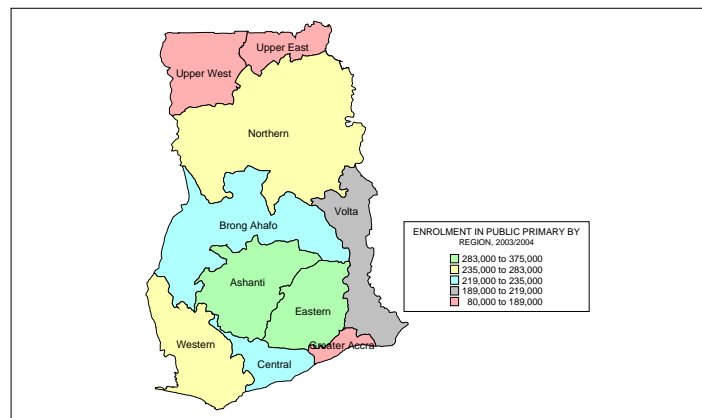 Upper East
Upper West
Northern
Volta
Brong Ahafo
Ashanti
Eastern
Western
Greater Accra
Central
ENROLMENT IN PUBLIC PRIMARY BY
REGION, 2003/2004
283,000 to 375,000
235,000 to 283,000
219,000 to 235,000
189,000 to 219,000
80,000 to 189,000